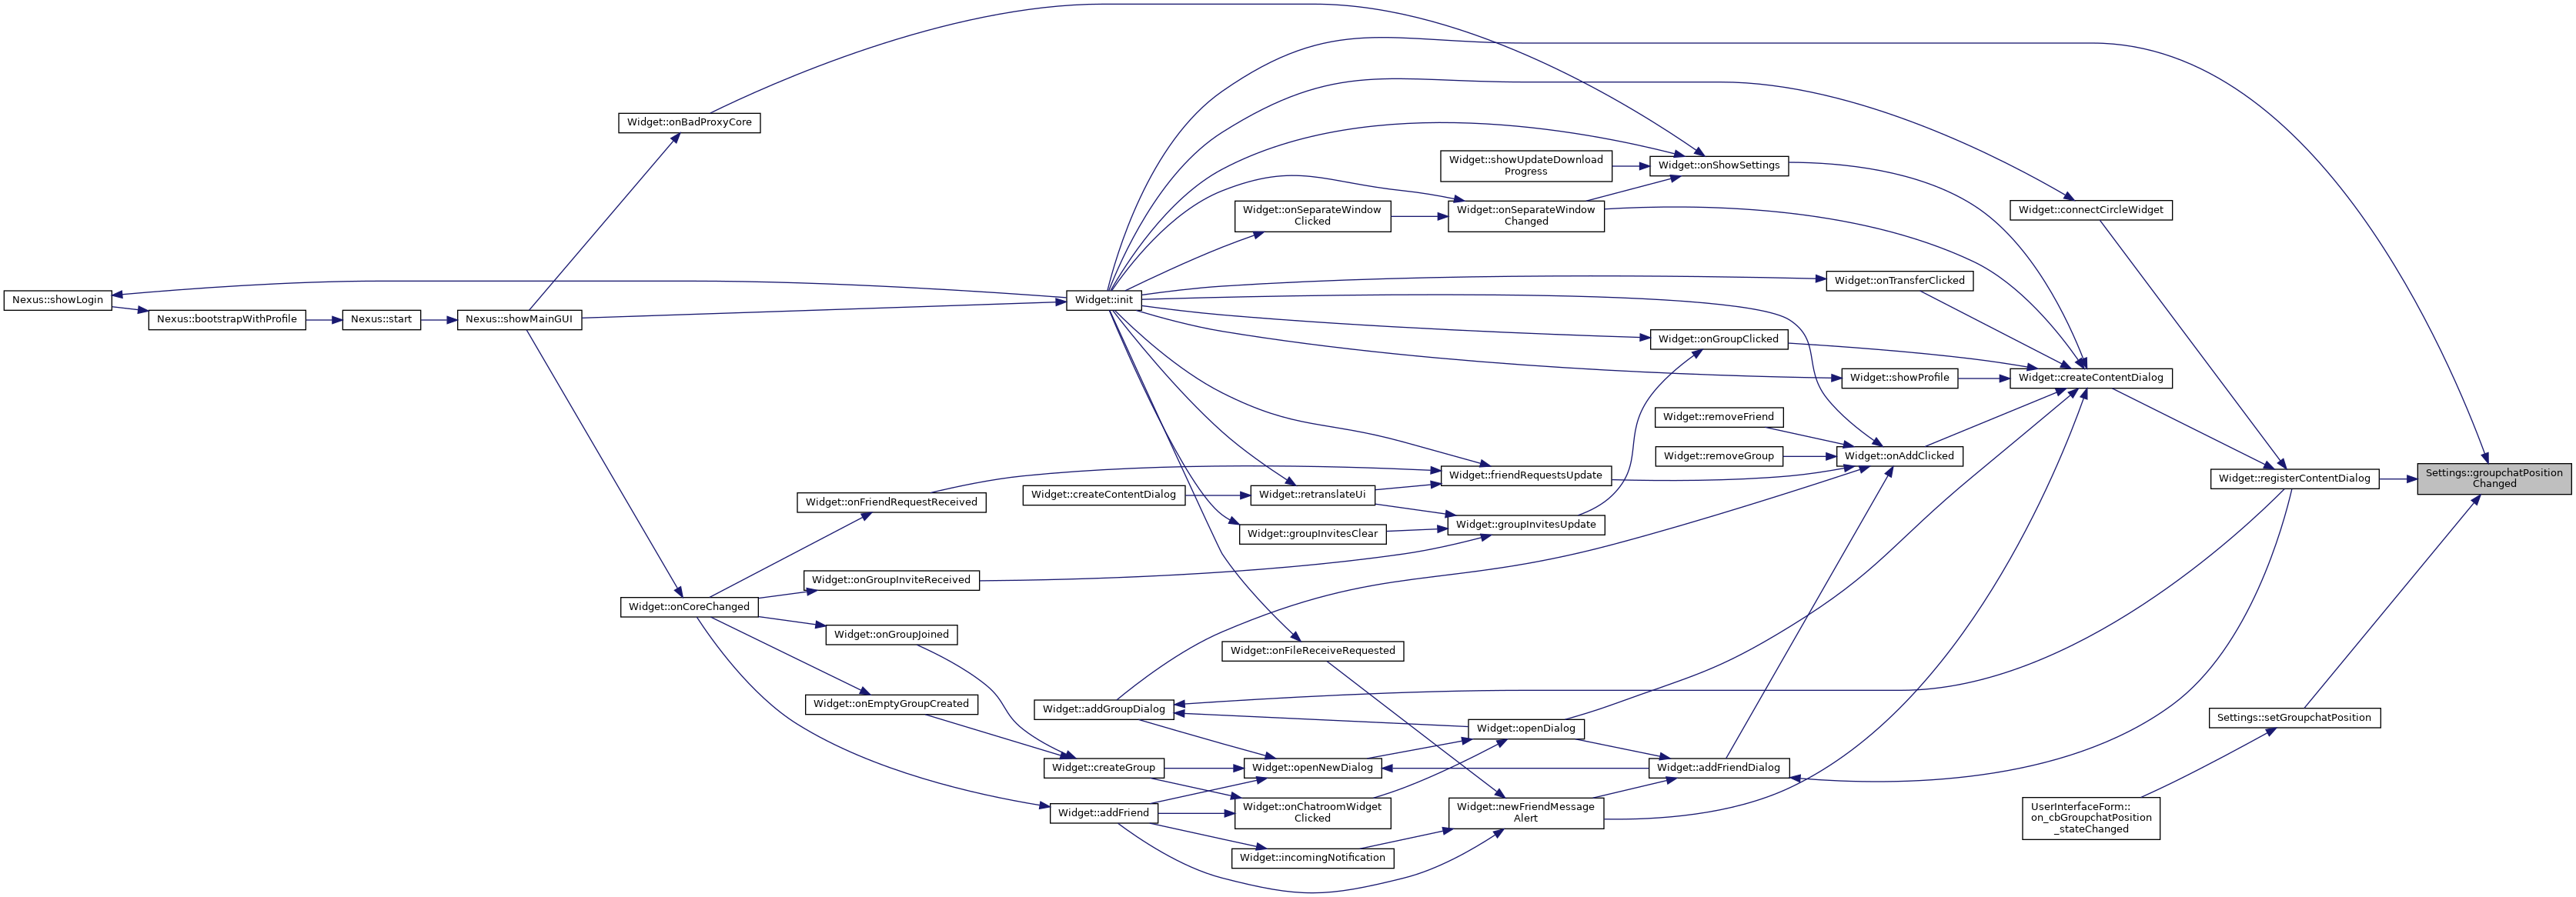 Widget::onBadProxyCore
Widget::showUpdateDownload
Progress
Widget::onShowSettings
Widget::onSeparateWindow
Clicked
Widget::onSeparateWindow
Changed
Widget::connectCircleWidget
Widget::onTransferClicked
Nexus::showLogin
Widget::init
Nexus::bootstrapWithProfile
Nexus::start
Nexus::showMainGUI
Widget::onGroupClicked
Widget::showProfile
Widget::createContentDialog
Widget::removeFriend
Widget::removeGroup
Widget::onAddClicked
Widget::friendRequestsUpdate
Widget::registerContentDialog
Settings::groupchatPosition
Changed
Widget::onFriendRequestReceived
Widget::createContentDialog
Widget::retranslateUi
Widget::groupInvitesUpdate
Widget::groupInvitesClear
Widget::onGroupInviteReceived
Widget::onCoreChanged
Widget::onGroupJoined
Widget::onFileReceiveRequested
Widget::onEmptyGroupCreated
Widget::addGroupDialog
Widget::openDialog
Settings::setGroupchatPosition
Widget::createGroup
Widget::openNewDialog
Widget::addFriendDialog
Widget::addFriend
Widget::onChatroomWidget
Clicked
Widget::newFriendMessage
Alert
UserInterfaceForm::
on_cbGroupchatPosition
_stateChanged
Widget::incomingNotification